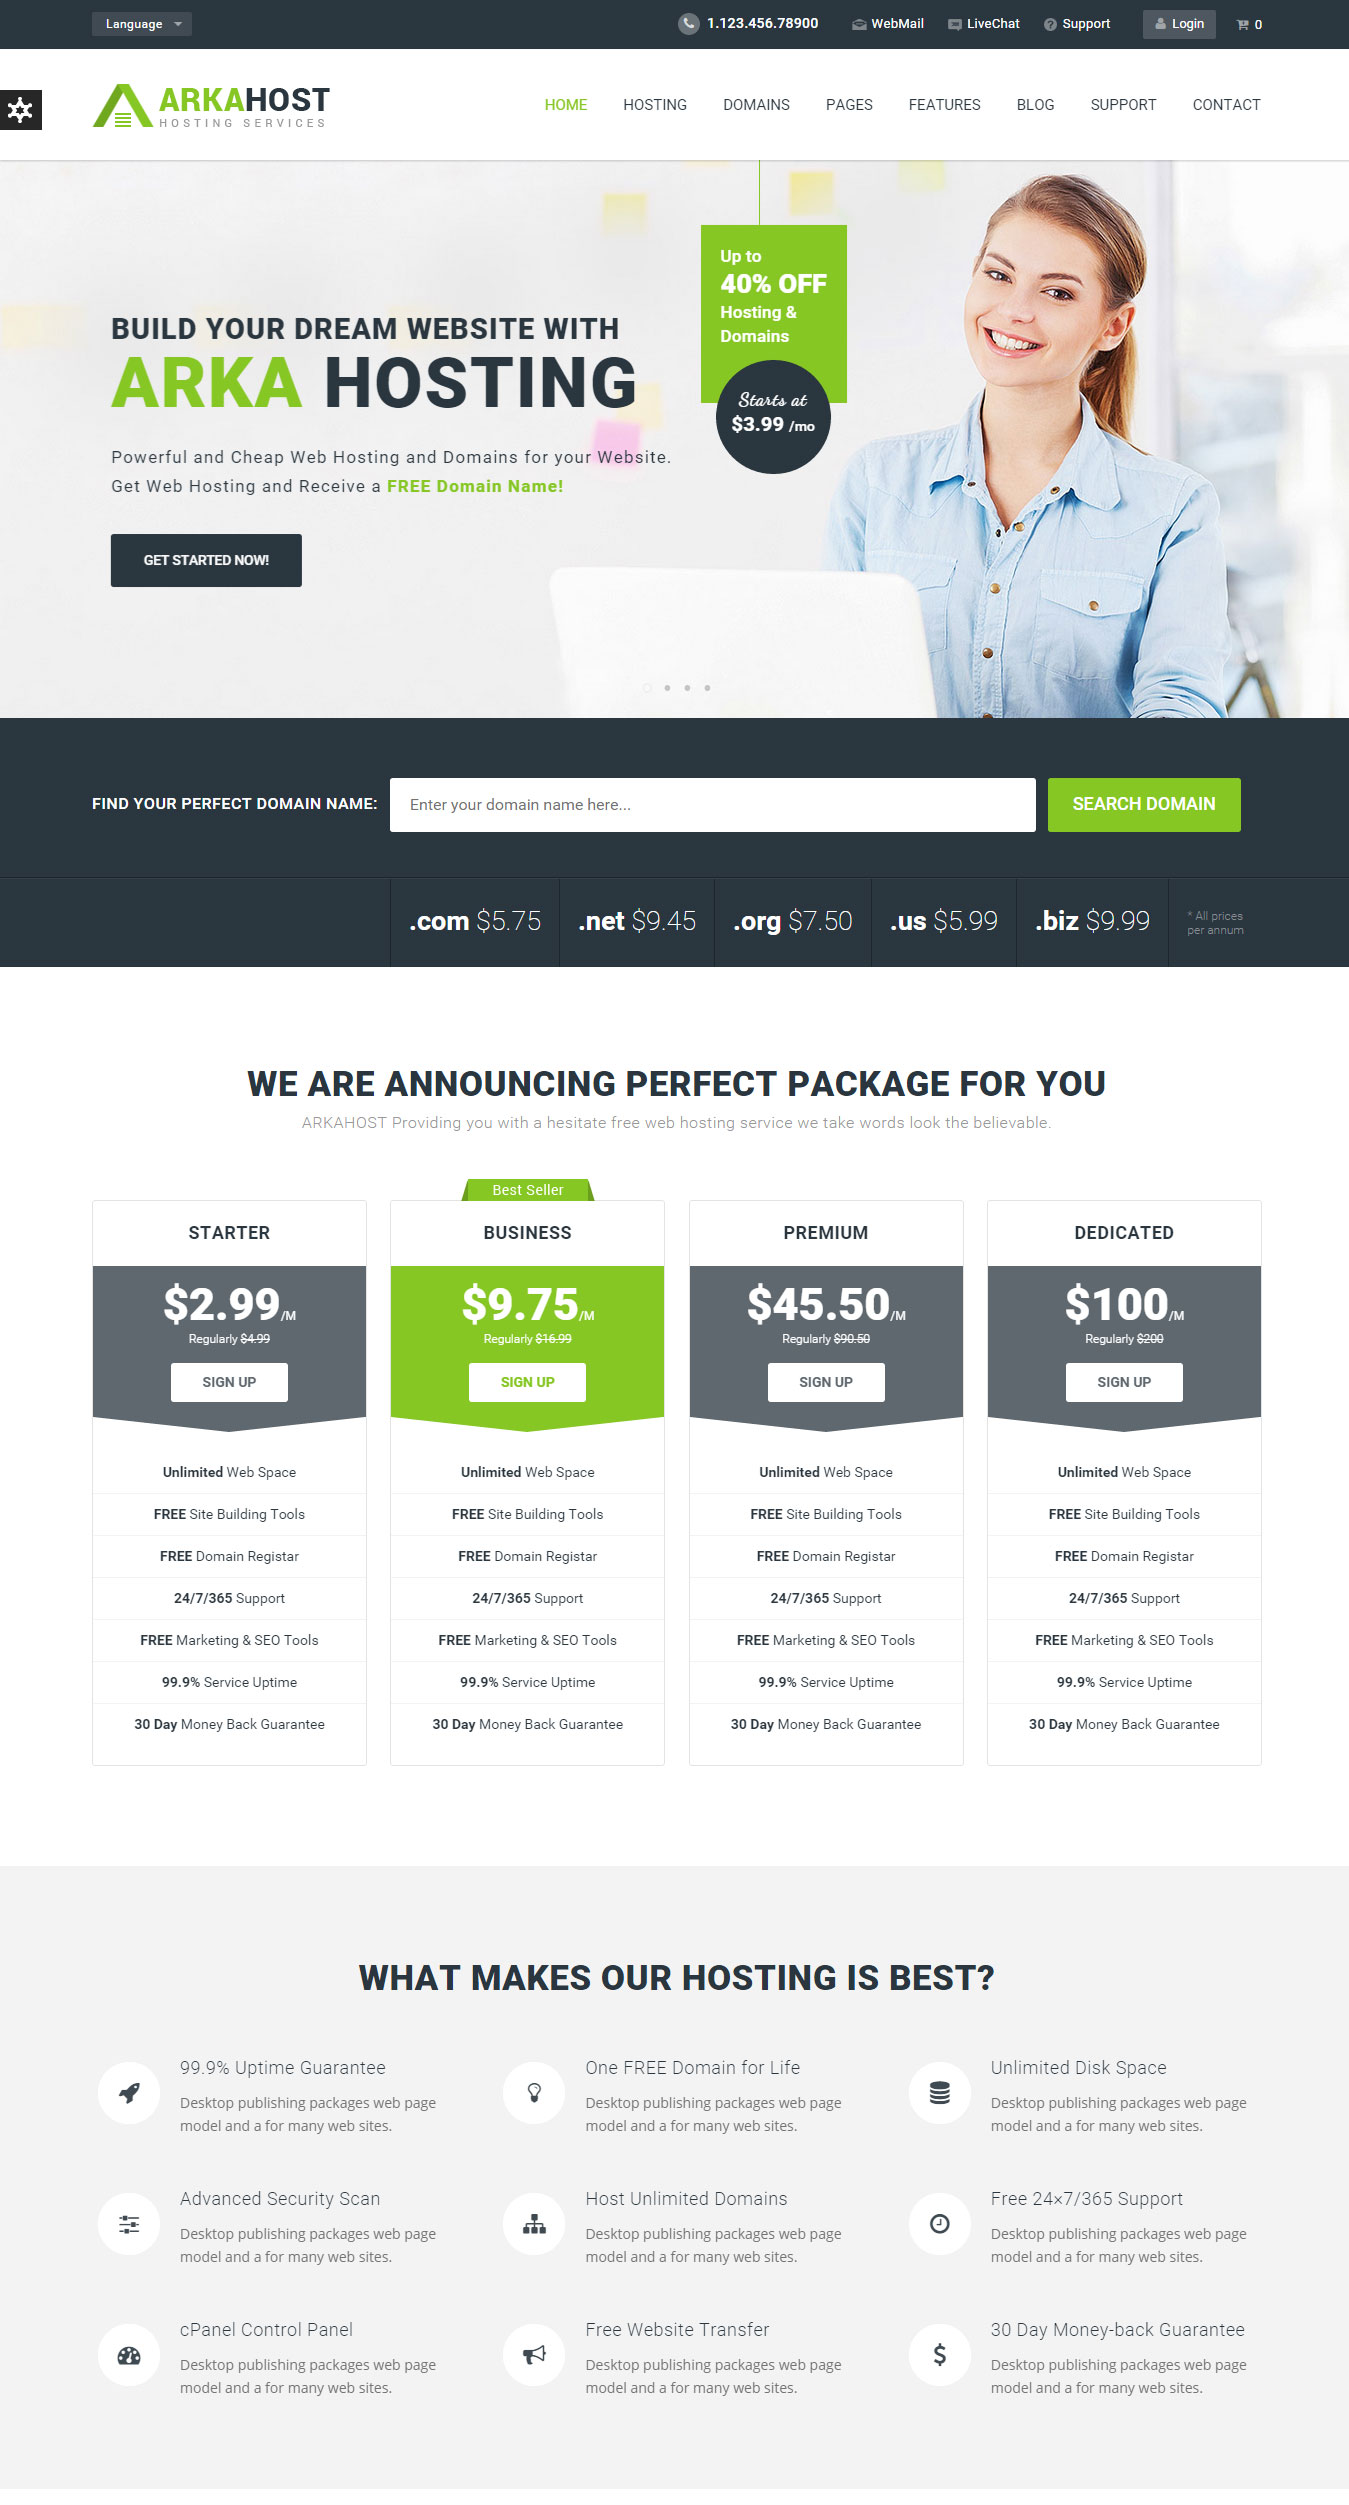 Language
1.123.456.78900 WebMail LiveChat Support Login 0
ARKAHOST
HOSTING SERVICES
HOME HOSTING DOMAINS PAGES FEATURES BLOG SUPPORT CONTACT
Up to
40% OFF
Hosting &
Domains
Starts at
$3.99 /mo
BUILD YOUR DREAM WEBSITE WITH
ARKA HOSTING
Powerful and Cheap Web Hosting and Domains for your Website.
Get Web Hosting and Receive a FREE Domain Name!
GET STARTED NOW!
FIND YOUR PERFECT DOMAIN NAME: Enter your domain name here... SEARCH DOMAIN
.com $5.75 .net $9.45 .org $7.50 .us $5.99 .biz $9.99
* All prices
per annum
WE ARE ANNOUNCING PERFECT PACKAGE FOR YOU
ARKAHOST Providing you with a hesitate free web hosting service we take words look the believable.
STARTER
$2.99/M
Regularly $4.99
SIGN UP
Unlimited Web Space
FREE Site Building Tools
FREE Domain Registar
24/7/365 Support
FREE Marketing & SEO Tools
99.9% Service Uptime
30 Day Money Back Guarantee
Best Seller
BUSINESS
$9.75/M
Regularly $16.99
SIGN UP
Unlimited Web Space
FREE Site Building Tools
FREE Domain Registar
24/7/365 Support
FREE Marketing & SEO Tools
99.9% Service Uptime
30 Day Money Back Guarantee
PREMIUM
$45.50/M
Regularly $90.50
SIGN UP
Unlimited Web Space
FREE Site Building Tools
FREE Domain Registar
24/7/365 Support
FREE Marketing & SEO Tools
99.9% Service Uptime
30 Day Money Back Guarantee
DEDICATED
$100/M
Regularly $200
SIGN UP
Unlimited Web Space
FREE Site Building Tools
FREE Domain Registar
24/7/365 Support
FREE Marketing & SEO Tools
99.9% Service Uptime
30 Day Money Back Guarantee
WHAT MAKES OUR HOSTING IS BEST?
99.9% Uptime Guarantee
Desktop publishing packages web page
model and a for many web sites.
One FREE Domain for Life
Desktop publishing packages web page
model and a for many web sites.
Unlimited Disk Space
Desktop publishing packages web page
model and a for many web sites.
Advanced Security Scan
Desktop publishing packages web page
model and a for many web sites.
Host Unlimited Domains
Desktop publishing packages web page
model and a for many web sites.
Free 24×7/365 Support
Desktop publishing packages web page
model and a for many web sites.
cPanel Control Panel
Desktop publishing packages web page
model and a for many web sites.
Free Website Transfer
Desktop publishing packages web page
model and a for many web sites.
30 Day Money-back Guarantee
Desktop publishing packages web page
model and a for many web sites.